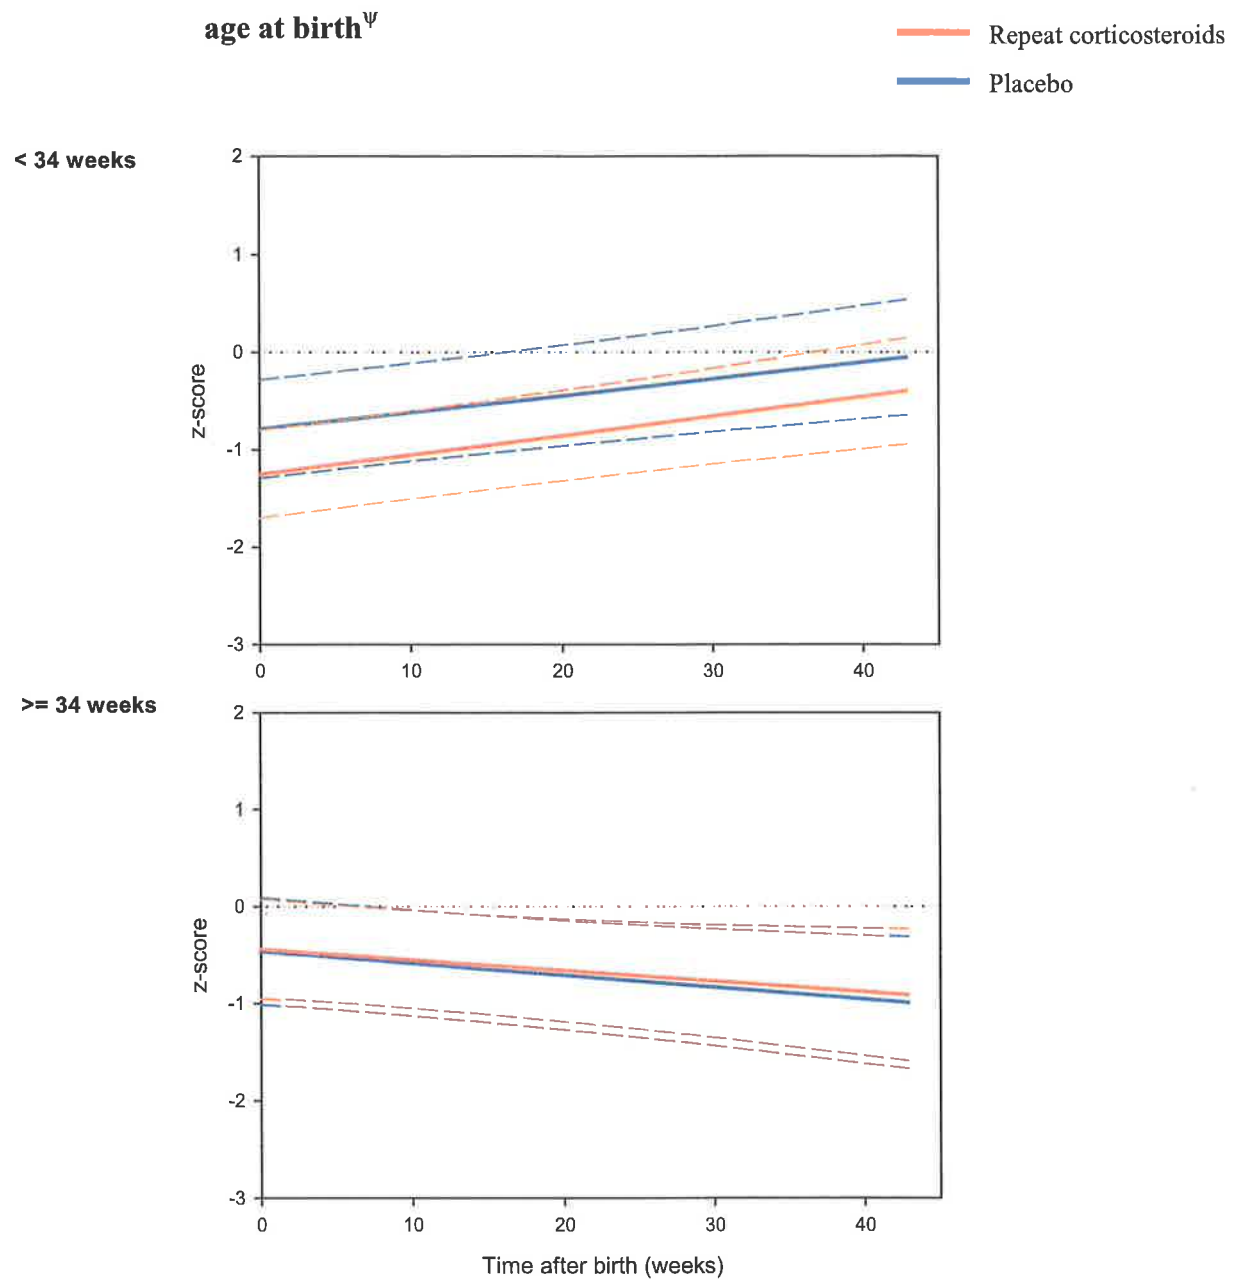 age at birthΨ
Repeat corticosteroids
Placebo
< 34 weeks
2
1
0
-1
-2
-3
z-score
0 10 20 30 40
>= 34 weeks
2
1
0
-1
-2
-3
z-score
0 10 20 30 40
Time after birth (weeks)